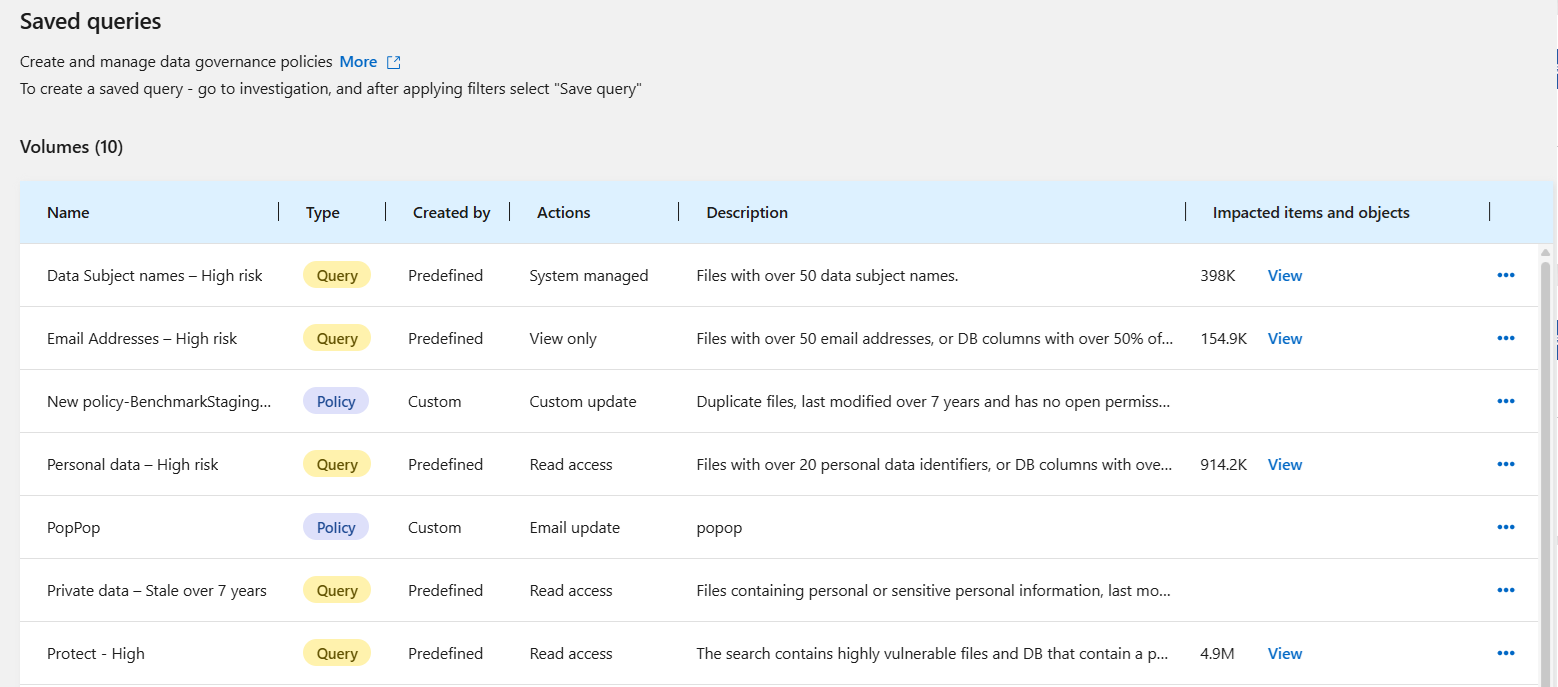 Saved queries
Create and manage data governance policies More
To create a saved query - go to investigation, and after applying filters select "Save query"
Volumes (10)
Name Type Created by Actions Description Impacted items and objects
Data Subject names – High risk Query Predefined System managed Files with over 50 data subject names. 398K View
Email Addresses – High risk Query Predefined View only Files with over 50 email addresses, or DB columns with over 50% of... 154.9K View
New policy-BenchmarkStaging... Policy Custom Custom update Duplicate files, last modified over 7 years and has no open permiss...
Personal data – High risk Query Predefined Read access Files with over 20 personal data identifiers, or DB columns with ove... 914.2K View
PopPop Policy Custom Email update popop
Private data – Stale over 7 years Query Predefined Read access Files containing personal or sensitive personal information, last mo...
Protect - High Query Predefined Read access The search contains highly vulnerable files and DB that contain a p... 4.9M View